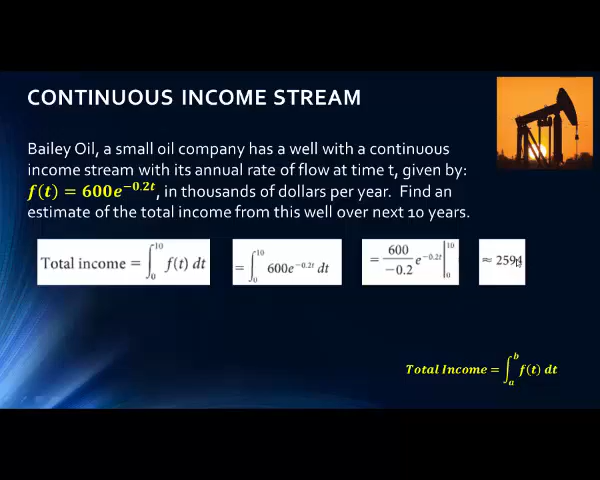 CONTINUOUS INCOME STREAM
Bailey Oil, a small oil company has a well with a continuous
income stream with its annual rate of flow at time t, given by:
f(t) = 600e^{-0.2t}, in thousands of dollars per year. Find an
estimate of the total income from this well over next 10 years.
Total income = ∫_0^{10} f(t) dt = ∫_0^{10} 600e^{-0.2t} dt = \frac{600}{-0.2} e^{-0.2t} |_0^{10} ≈ 2594
Total Income = ∫_a^b f(t) dt